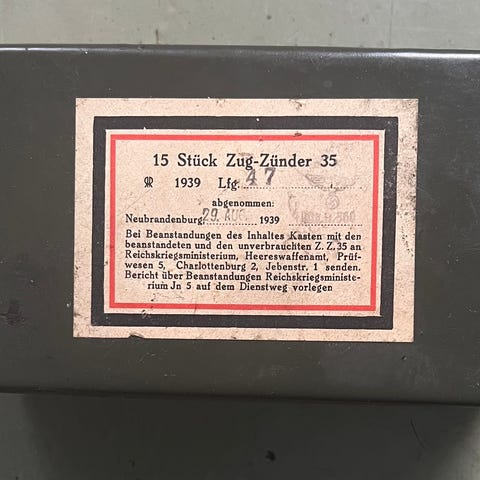 15 Stück Zug-Zünder 35
1939 Lfg. 47
abgenommen:
Neubrandenburg, 29. AUG. 1939
Bei Beanstandungen des Inhaltes Kasten mit den
beanstandeten und den unverbrauchten Z. Z. 35 an
Reichskriegsministerium, Heereswaffenamt, Prüf-
wesen 5, Charlottenburg 2, Jebenstr. 1 senden.
Bericht über Beanstandungen Reichskriegsministe-
rium Jn 5 auf dem Dienstweg vorlegen